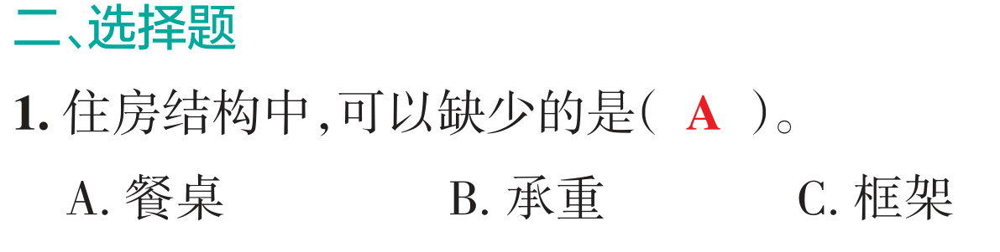 二、选择题
1. 住房结构中,可以缺少的是( A )。
A. 餐桌 B. 承重 C. 框架